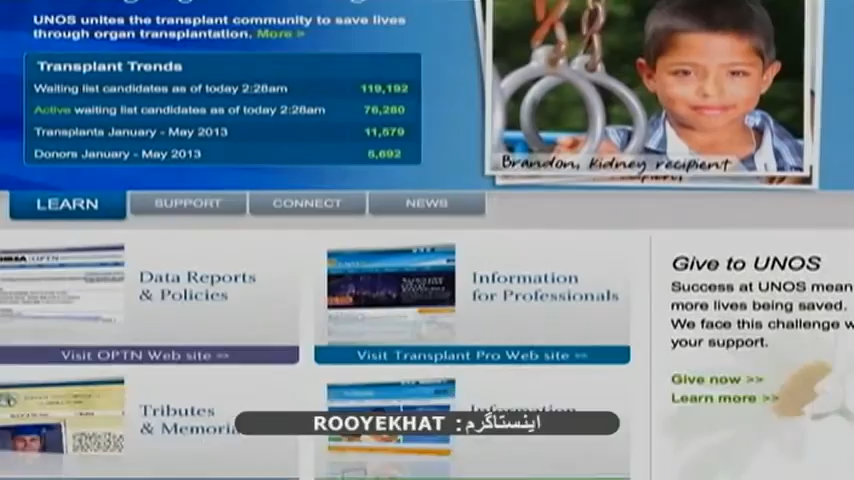 UNOS unites the transplant community to save lives
through organ transplantation. More >
Transplant Trends
Waiting list candidates as of today 2:26am 119,192
Active waiting list candidates as of today 2:26am 76,280
Transplants January - May 2013 11,579
Donors January - May 2013 5,692
Brandon, kidney recipient
LEARN
SUPPORT
CONNECT
NEWS
Data Reports
& Policies
Visit OPTN Web site >>
Information
for Professionals
Visit Transplant Pro Web site >>
Tributes
& Memoria
Information
Give to UNOS
Success at UNOS mean
more lives being saved.
We face this challenge w
your support.
Give now >>
Learn more >>
اینستاگرم: ROOYEKHAT